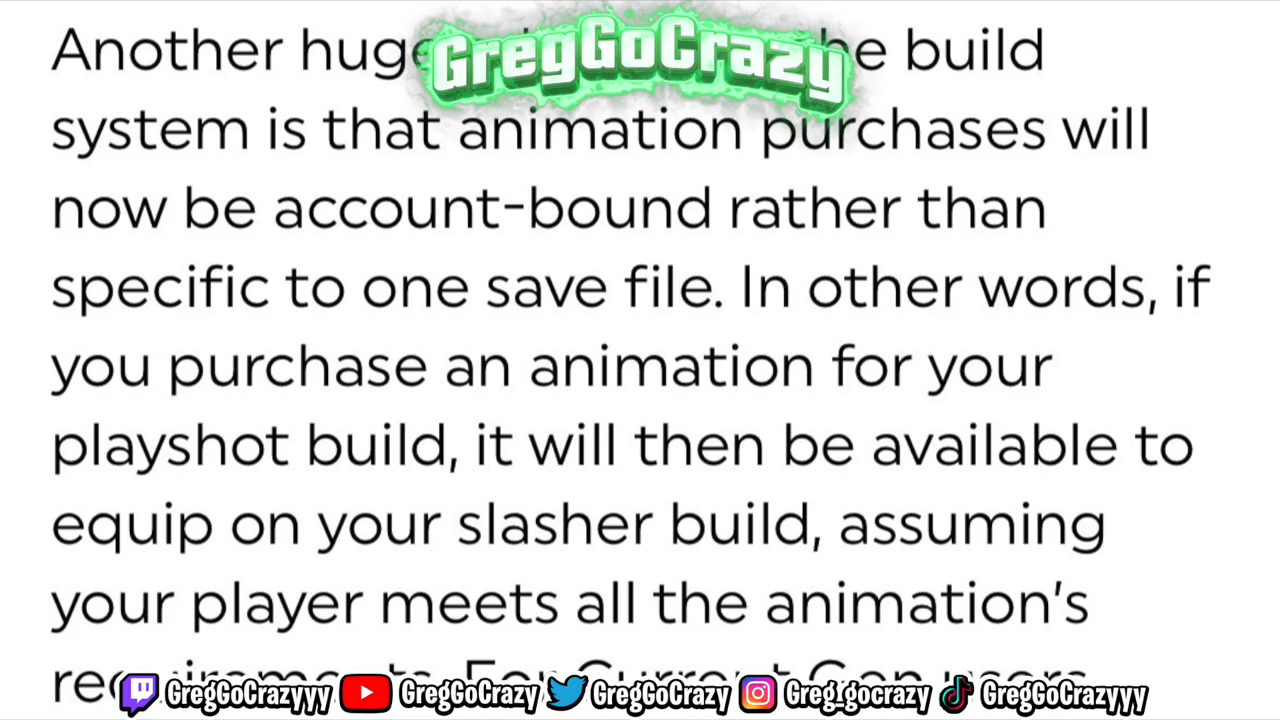 Another huge GregGoCrazy he build
system is that animation purchases will
now be account-bound rather than
specific to one save file. In other words, if
you purchase an animation for your
playshot build, it will then be available to
equip on your slasher build, assuming
your player meets all the animation’s
GregGoCrazyyy GregGoCrazy GregGoCrazy Greg.gocrazy GregGoCrazyyy